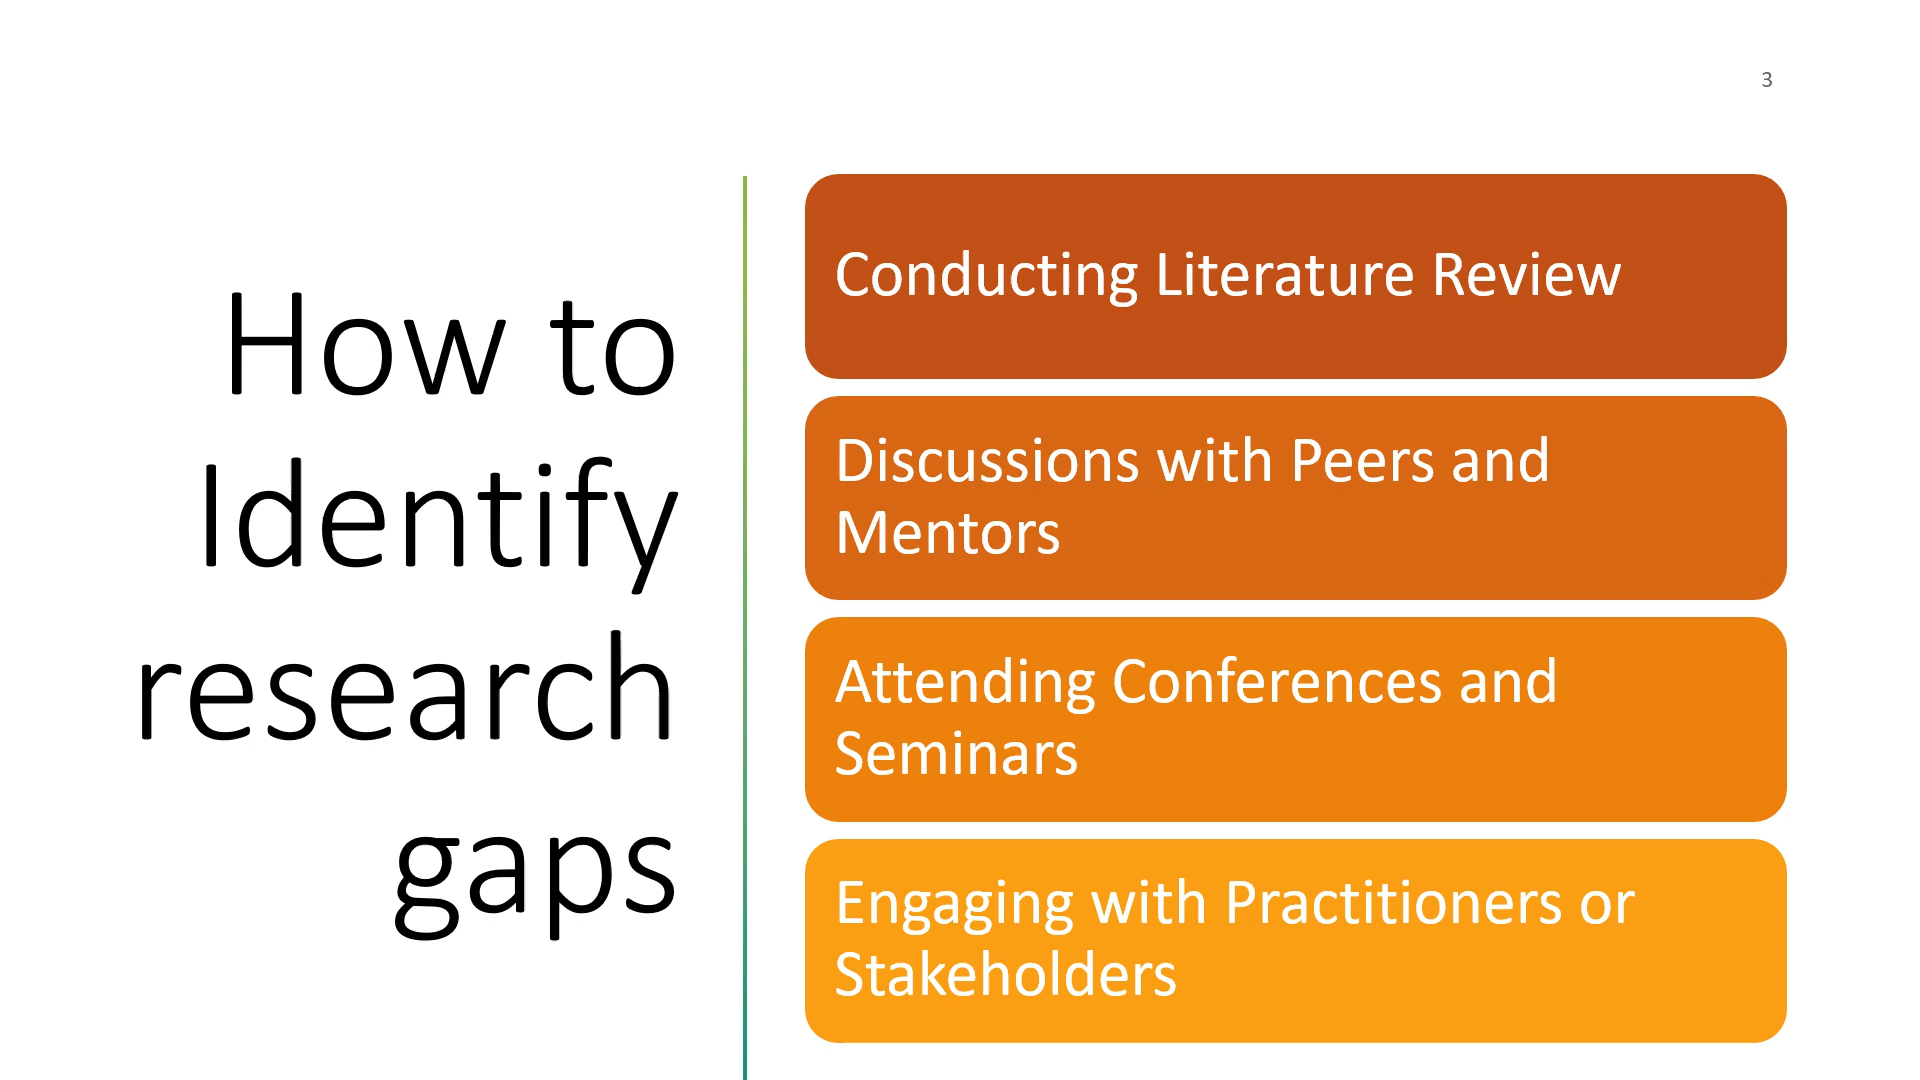 3
How to
Identify
research
gaps
Conducting Literature Review
Discussions with Peers and
Mentors
Attending Conferences and
Seminars
Engaging with Practitioners or
Stakeholders